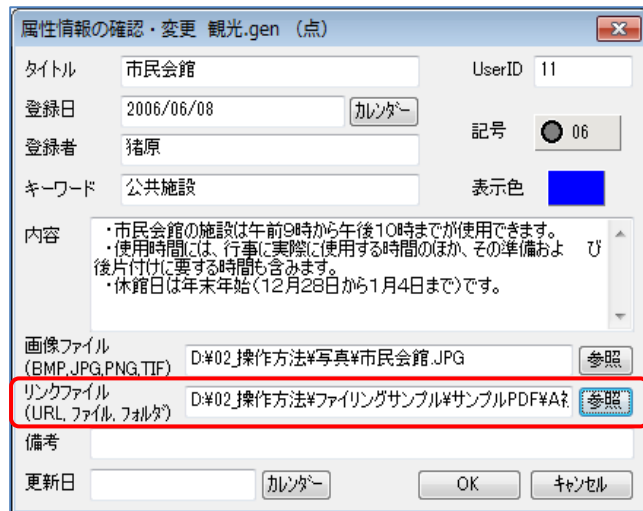 属性情報の確認・変更 観光.gen (点)
タイトル 市民会館 UserID 11
登録日 2006/06/08 カレンダー
記号 06
登録者 猪原
キーワード 公共施設 表示色
内容 ・市民会館の施設は午前9時から午後10時までが使用できます。
・使用時間には、行事に実際に使用する時間のほか、その準備およ び
後片付けに要する時間も含みます。
・休館日は年末年始(12月28日から1月4日まで)です。
画像ファイル
(BMP,JPG,PNG,TIF) D:¥02_操作方法¥写真¥市民会館.JPG 参照
リンクファイル
(URL, ファイル, フォルダ) D:¥02_操作方法¥ファイリングサンプル¥サンプルPDF¥A 参照
備考
更新日 カレンダー OK キャンセル